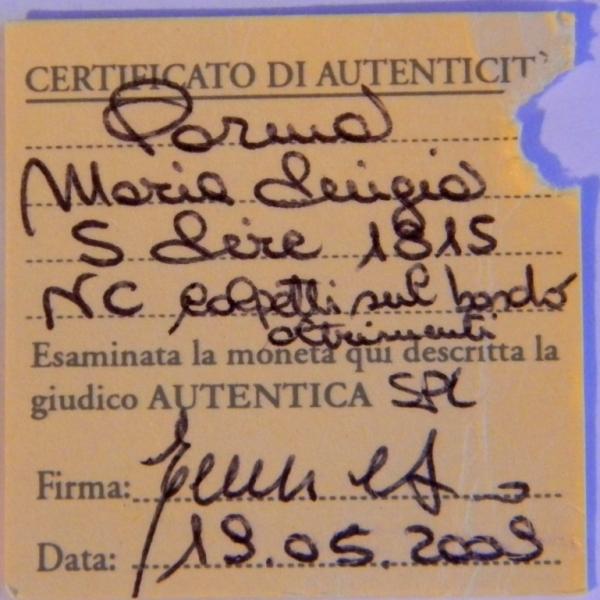 CERTIFICATO DI AUTENTICIT`
Parma
Maria Luigia
5 Lire 1815
NC colpetti sul bordo
altrimenti
Esaminata la moneta qui descritta la
giudico AUTENTICA SPL
Firma:
Data: 19.05.2009